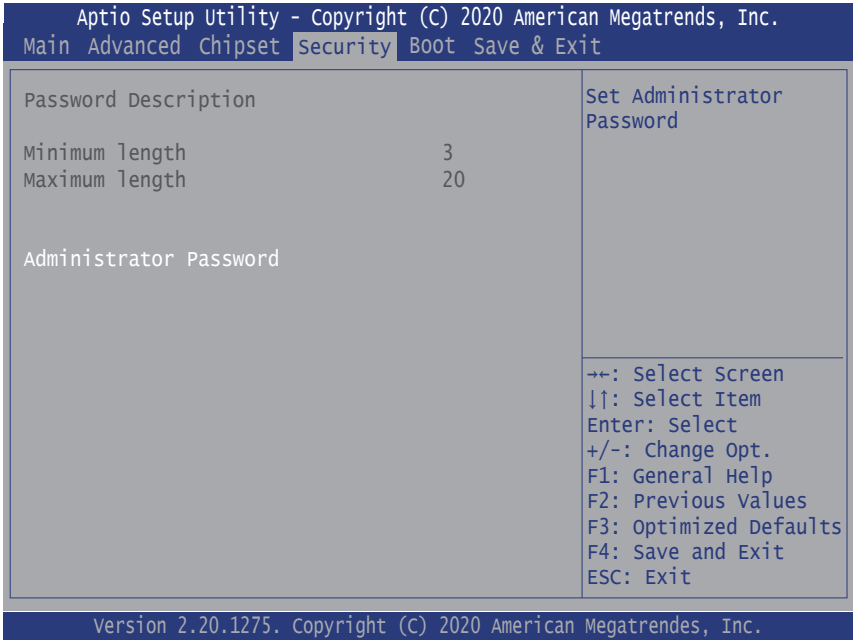 Aptio Setup Utility - Copyright (C) 2020 American Megatrends, Inc.
Main Advanced Chipset Security Boot Save & Exit
Password Description
Minimum length 3
Maximum length 20
Administrator Password
Set Administrator
Password
→←: Select Screen
↓↑: Select Item
Enter: Select
+/-: Change Opt.
F1: General Help
F2: Previous Values
F3: Optimized Defaults
F4: Save and Exit
ESC: Exit
Version 2.20.1275. Copyright (C) 2020 American Megatrendes, Inc.